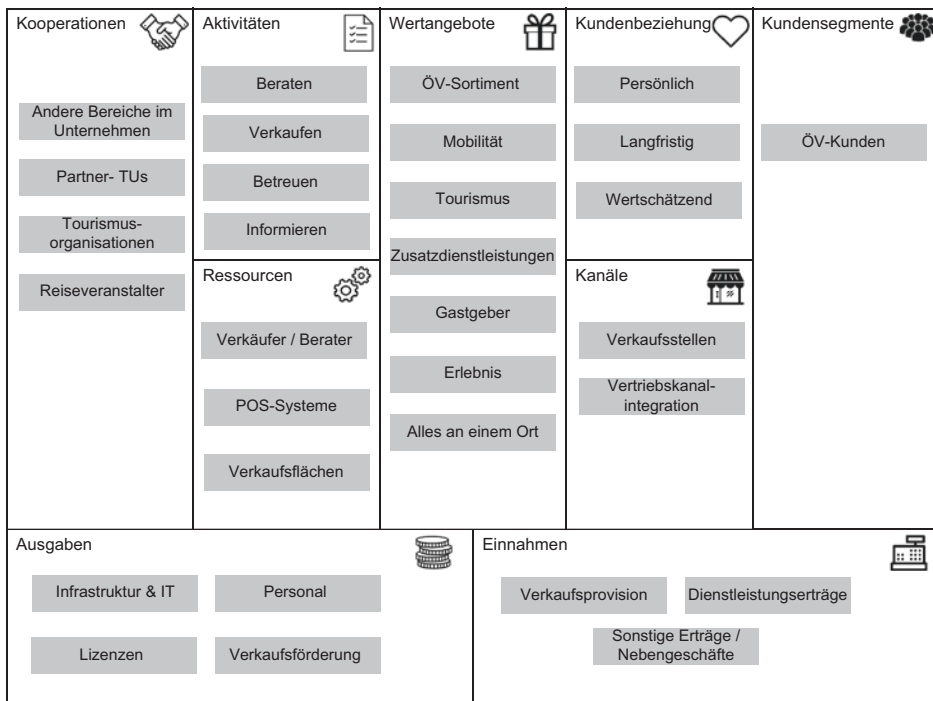 Kooperationen
Andere Bereiche im
Unternehmen
Partner- TUs
Tourismus-
organisationen
Reiseveranstalter
Aktivitäten
Beraten
Verkaufen
Betreuen
Informieren
Ressourcen
Verkäufer / Berater
POS-Systeme
Verkaufsflächen
Wertangebote
ÖV-Sortiment
Mobilität
Tourismus
Zusatzdienstleistungen
Gastgeber
Erlebnis
Alles an einem Ort
Kundenbeziehung
Persönlich
Langfristig
Wertschätzend
Kanäle
Verkaufsstellen
Vertriebskanal-
integration
Kundensegmente
ÖV-Kunden
Ausgaben
Infrastruktur & IT
Personal
Lizenzen
Verkaufsförderung
Einnahmen
Verkaufsprovision
Dienstleistungserträge
Sonstige Erträge /
Nebengeschäfte